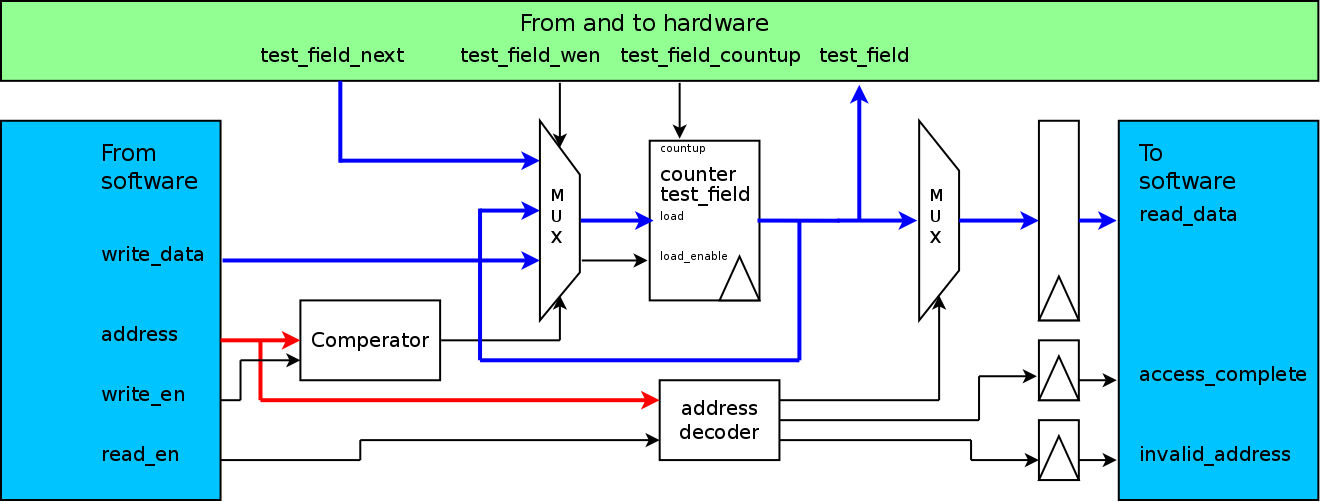 From and to hardware
test_field_next
test_field_wen
test_field_countup
test_field
From
software
write_data
address
write_en
read_en
Comperator
M
U
X
countup
counter
test_field
load
load_enable
address
decoder
M
U
X
To
software
read_data
access_complete
invalid_address